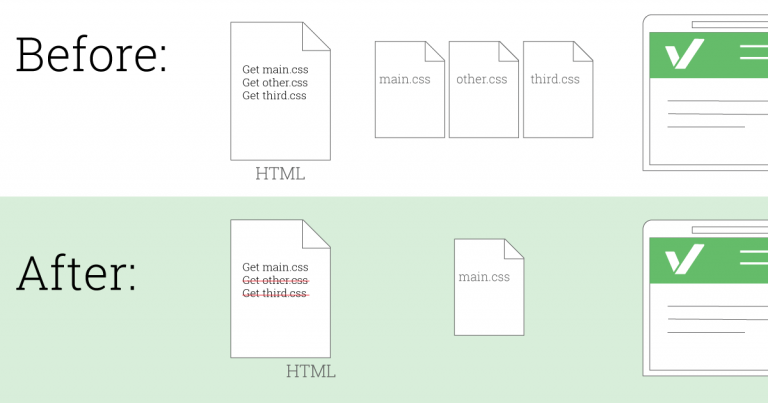 Before:
Get main.css
Get other.css
Get third.css
HTML
main.css
other.css
third.css
After:
Get main.css
Get other.css
Get third.css
HTML
main.css